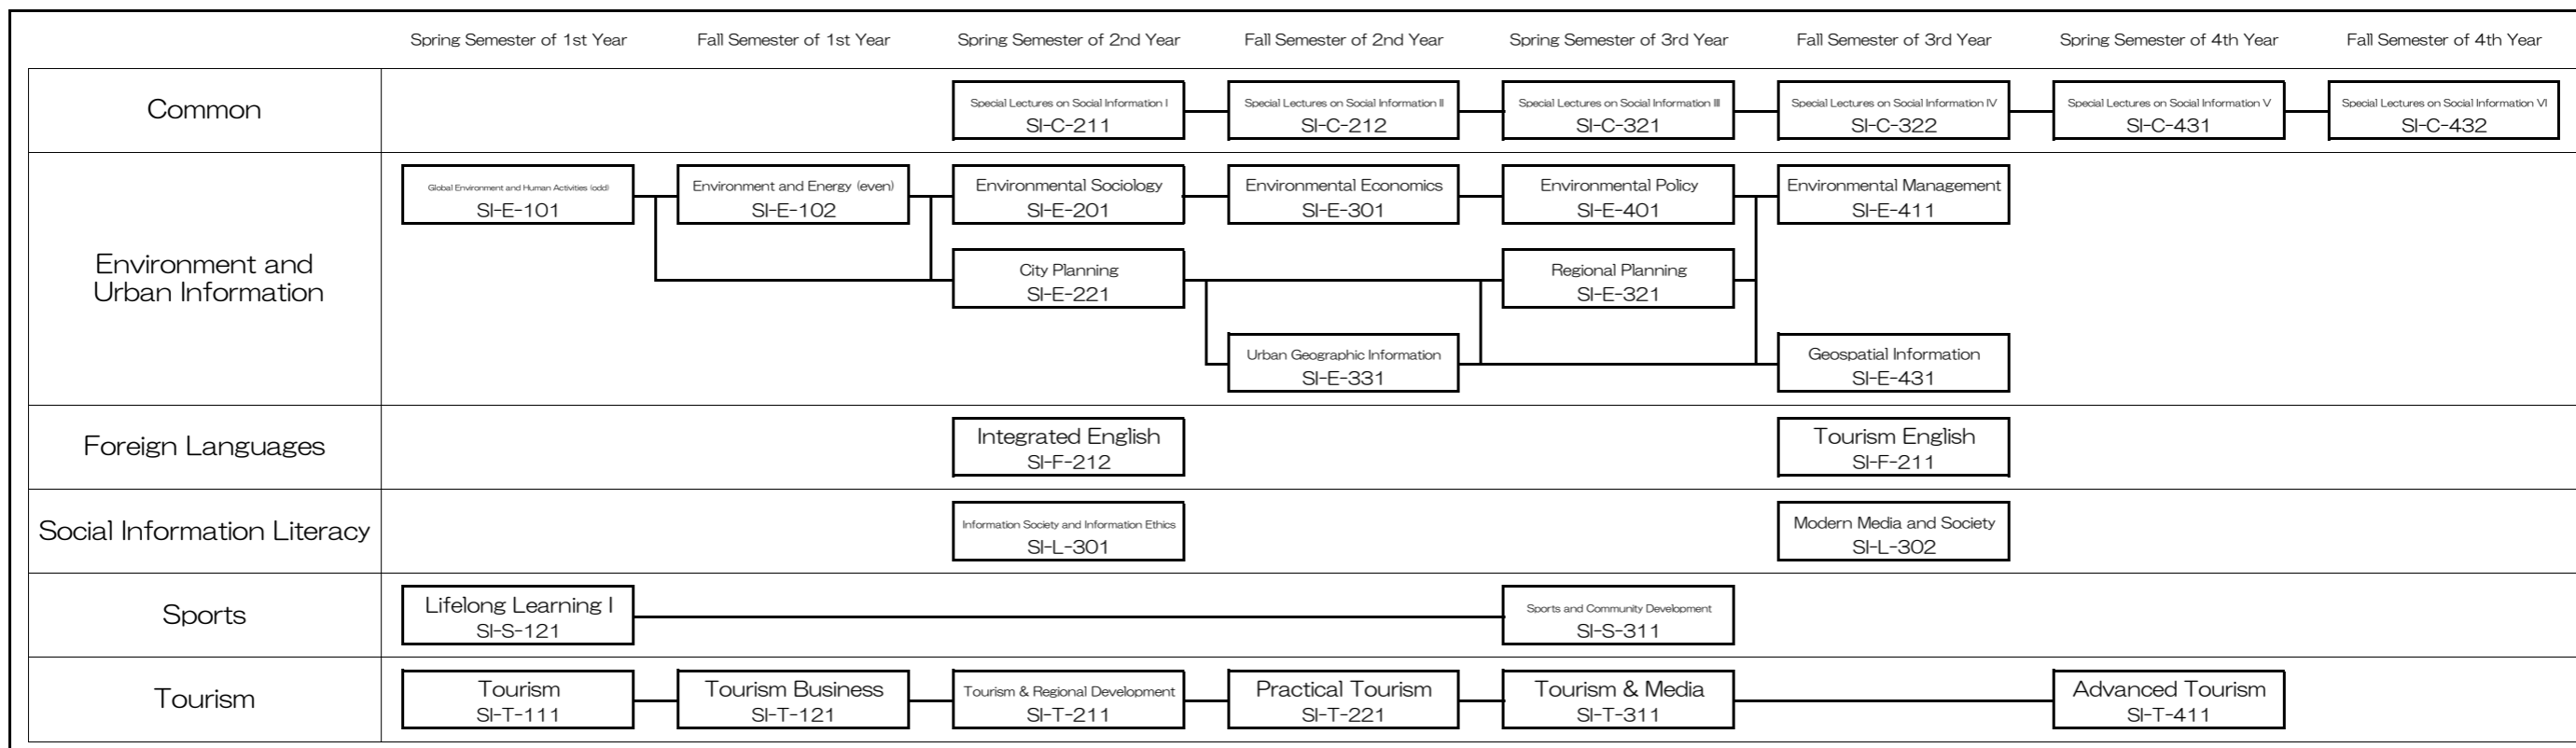 Spring Semester of 1st Year
Fall Semester of 1st Year
Spring Semester of 2nd Year
Fall Semester of 2nd Year
Spring Semester of 3rd Year
Fall Semester of 3rd Year
Spring Semester of 4th Year
Fall Semester of 4th Year
Common
Special Lectures on Social Information Ⅰ
SI-C-211
Special Lectures on Social Information Ⅱ
SI-C-212
Special Lectures on Social Information Ⅲ
SI-C-321
Special Lectures on Social Information Ⅳ
SI-C-322
Special Lectures on Social Information Ⅴ
SI-C-431
Special Lectures on Social Information Ⅵ
SI-C-432
Environment and
Urban Information
Global Environment and Human Activities (odd)
SI-E-101
Environment and Energy (even)
SI-E-102
Environmental Sociology
SI-E-201
Environmental Economics
SI-E-301
Environmental Policy
SI-E-401
Environmental Management
SI-E-411
City Planning
SI-E-221
Regional Planning
SI-E-321
Urban Geographic Information
SI-E-331
Geospatial Information
SI-E-431
Foreign Languages
Integrated English
SI-F-212
Tourism English
SI-F-211
Social Information Literacy
Information Society and Information Ethics
SI-L-301
Modern Media and Society
SI-L-302
Sports
Lifelong Learning Ⅰ
SI-S-121
Sports and Community Development
SI-S-311
Tourism
Tourism
SI-T-111
Tourism Business
SI-T-121
Tourism & Regional Development
SI-T-211
Practical Tourism
SI-T-221
Tourism & Media
SI-T-311
Advanced Tourism
SI-T-411